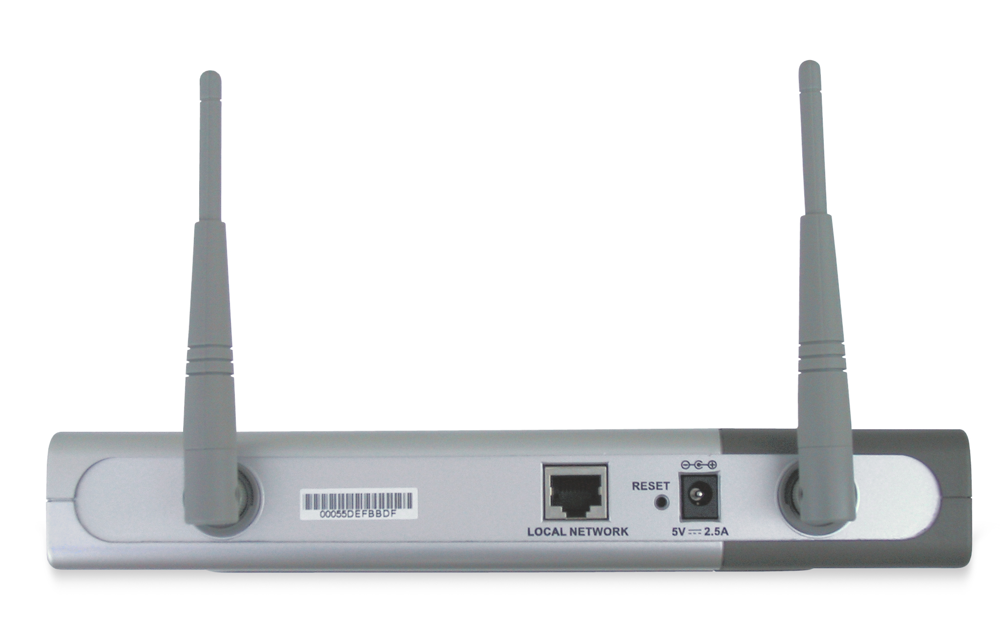 00055DEFBBDF
RESET
LOCAL NETWORK
5V 2.5A